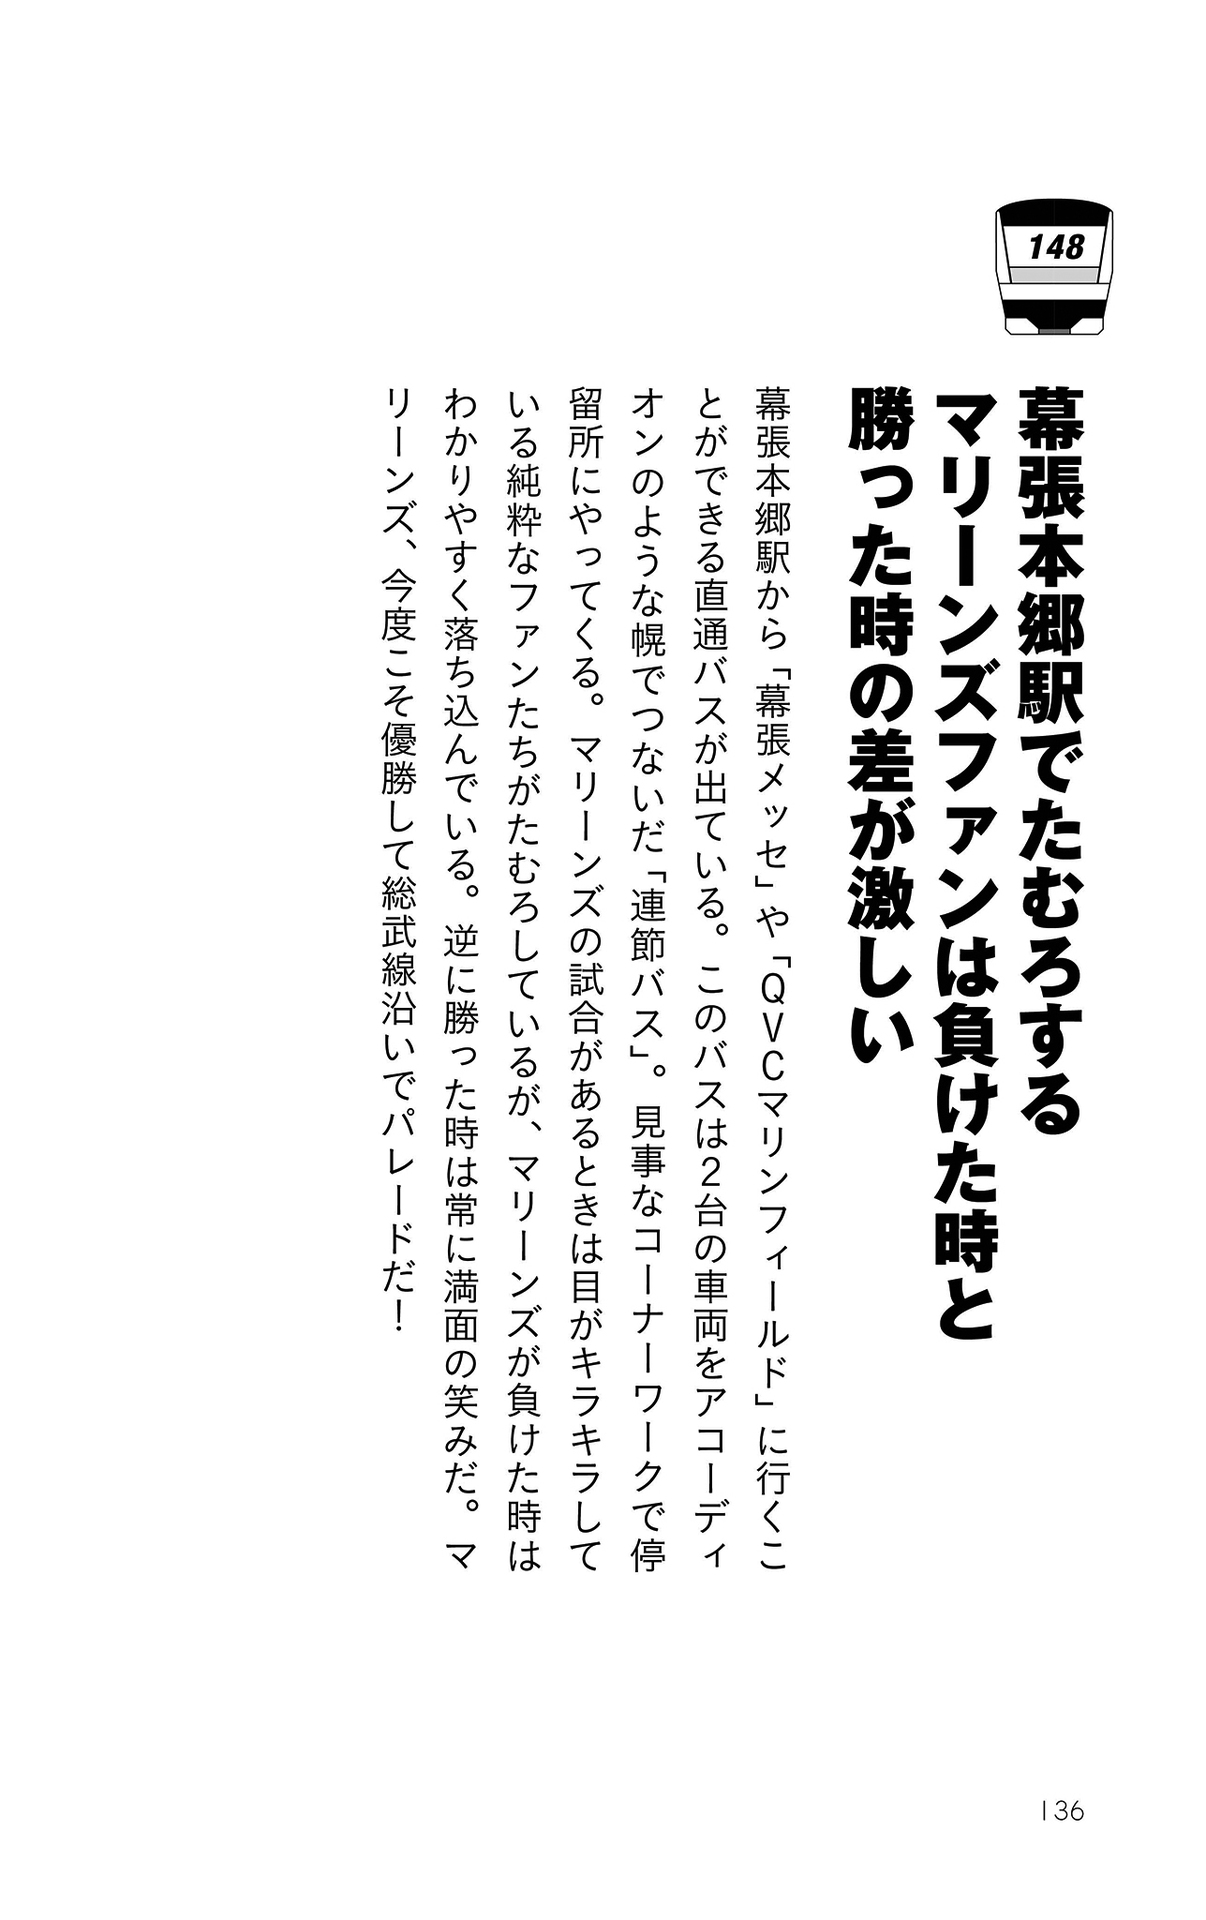 148
幕張本郷駅でたむろする
マリーンズファンは負けた時と
勝った時の差が激しい
幕張本郷駅から「幕張メッセ」や「QVCマリンフィールド」に行くこ
とができる直通バスが出ている。このバスは2台の車両をアコーディ
オンのような幌でつないだ「連節バス」。見事なコーナーワークで停
留所にやってくる。マリーンズの試合があるときは目がキラキラして
いる純粋なファンたちがたむろしているが、マリーンズが負けた時は
わかりやすく落ち込んでいる。逆に勝った時は常に満面の笑みだ。マ
リーンズ、今度こそ優勝して総武線沿いでパレードだ!
136